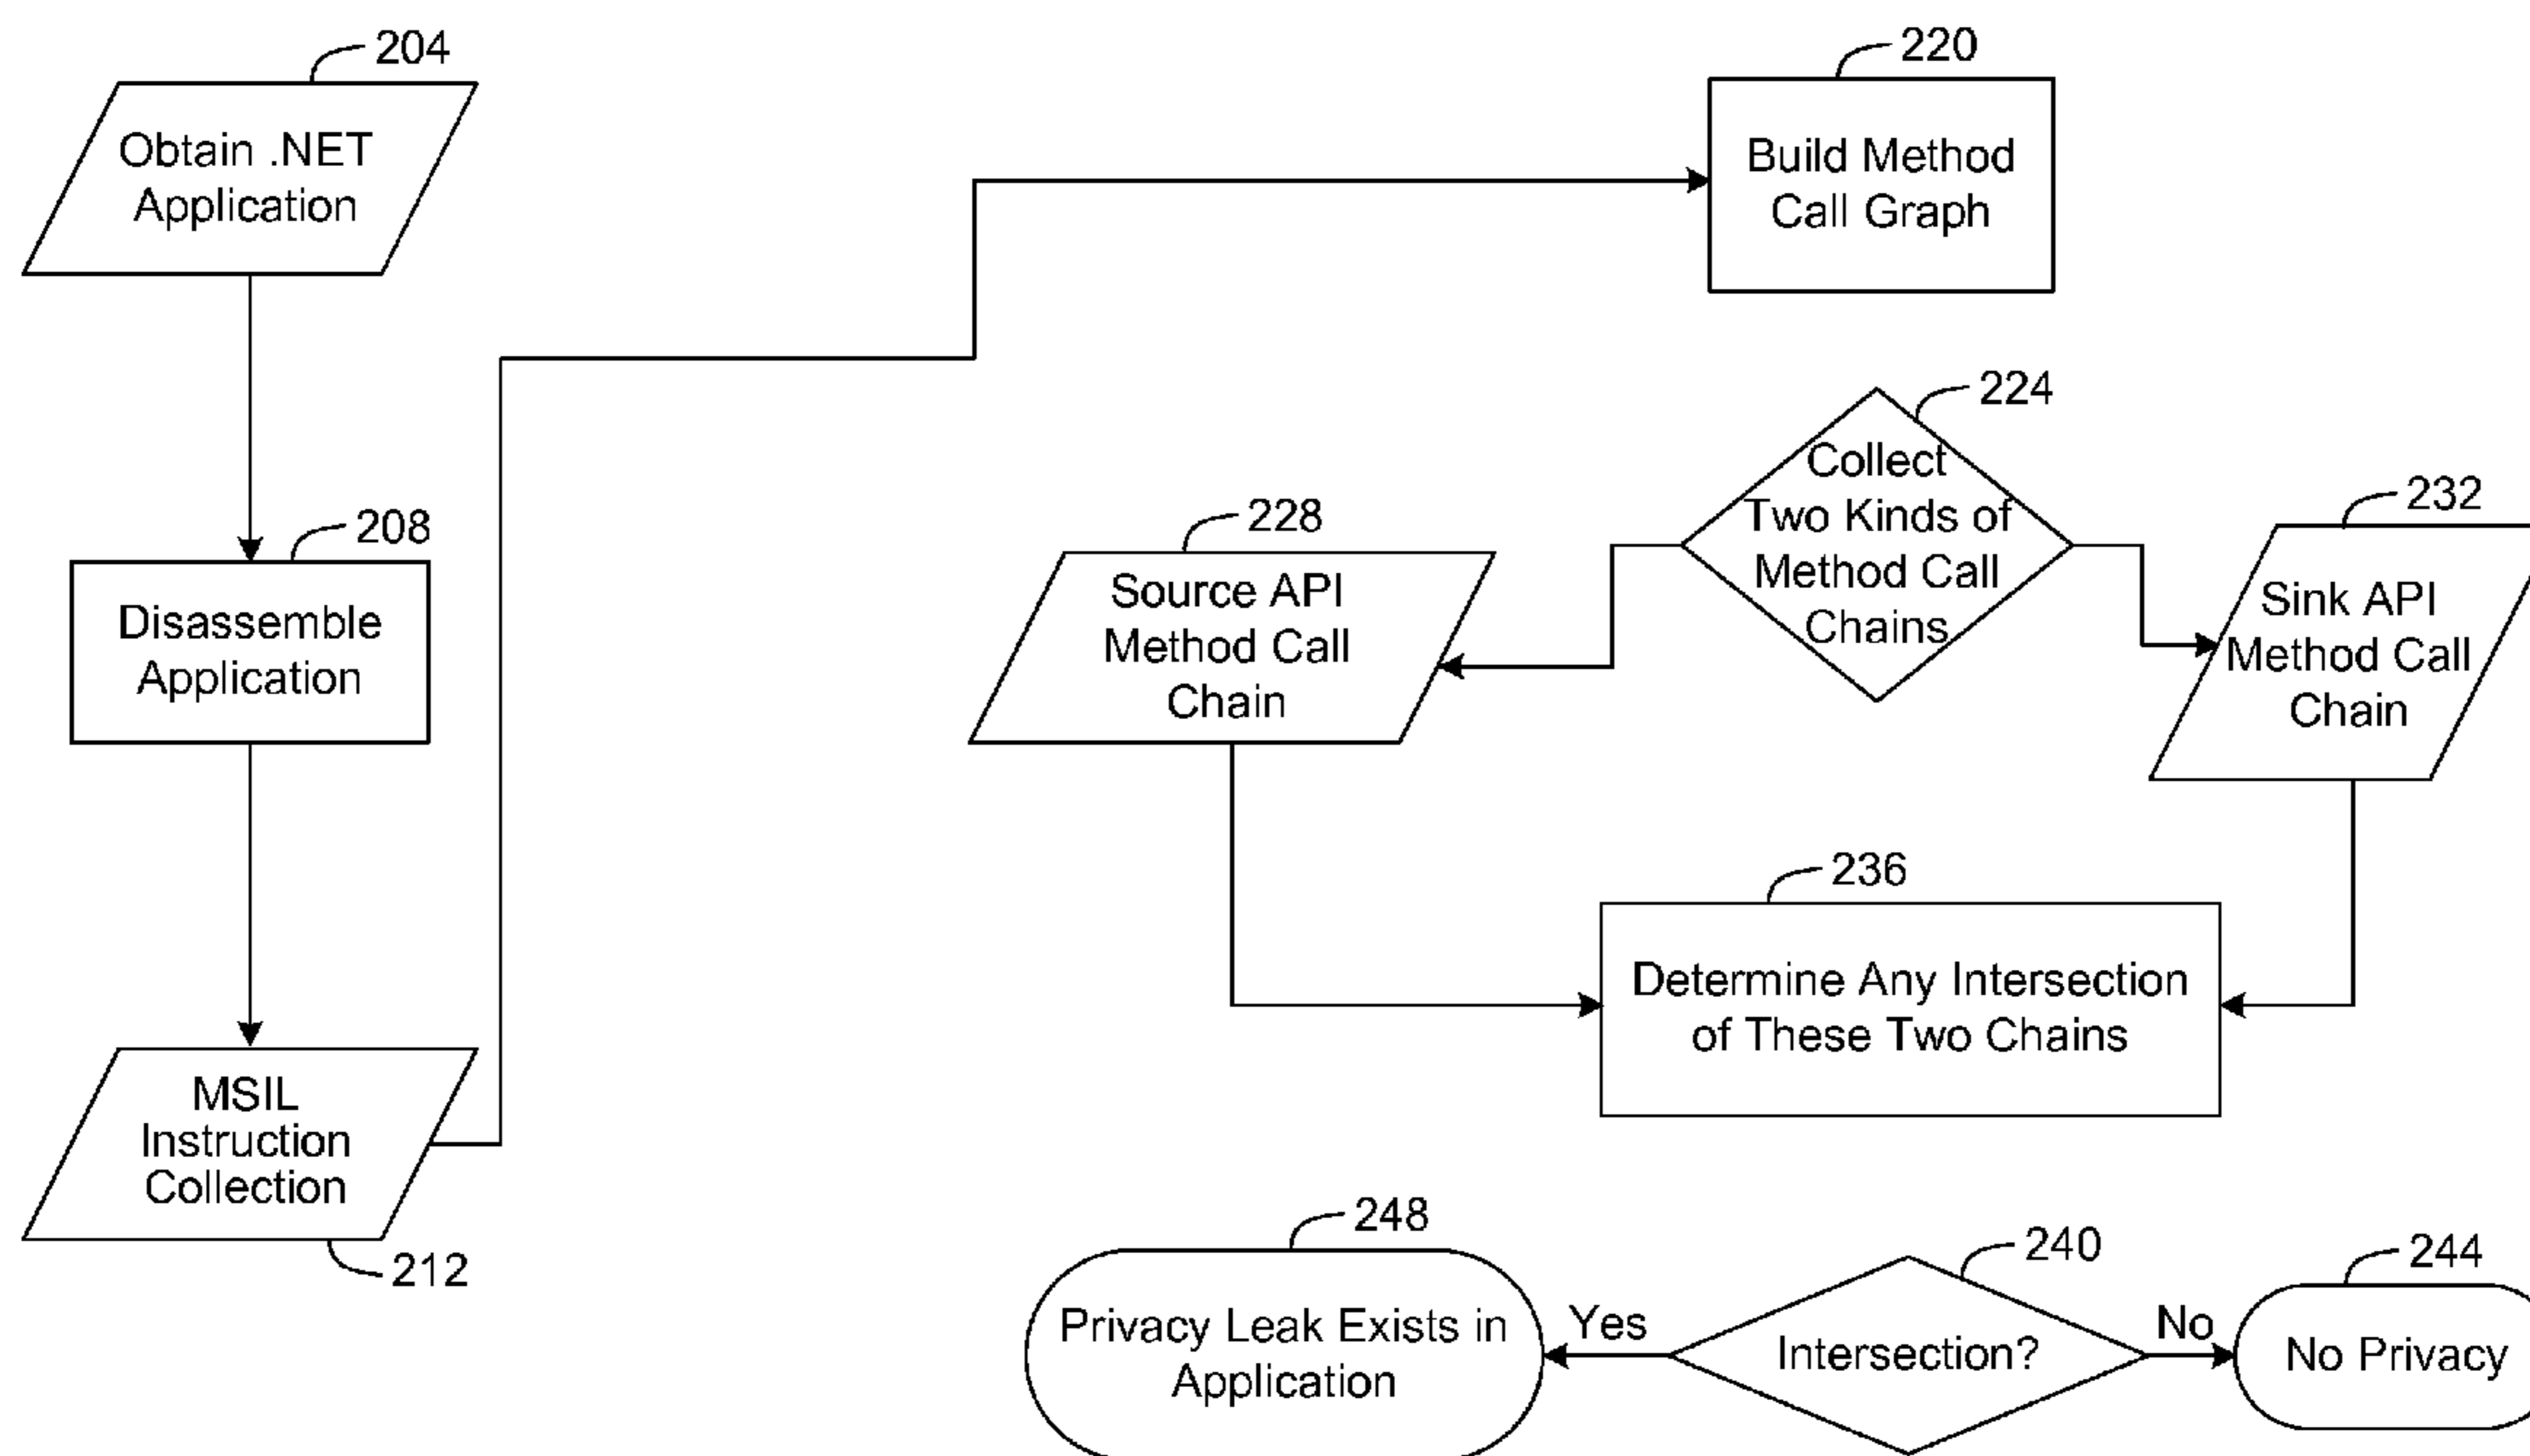 204
Obtain .NET
Application
208
Disassemble
Application
MSIL
Instruction
Collection
212
220
Build Method
Call Graph
224
Collect
Two Kinds of
Method Call
Chains
228
Source API
Method Call
Chain
232
Sink API
Method Call
Chain
236
Determine Any Intersection
of These Two Chains
240
Intersection?
Yes
248
Privacy Leak Exists in
Application
No
244
No Privacy